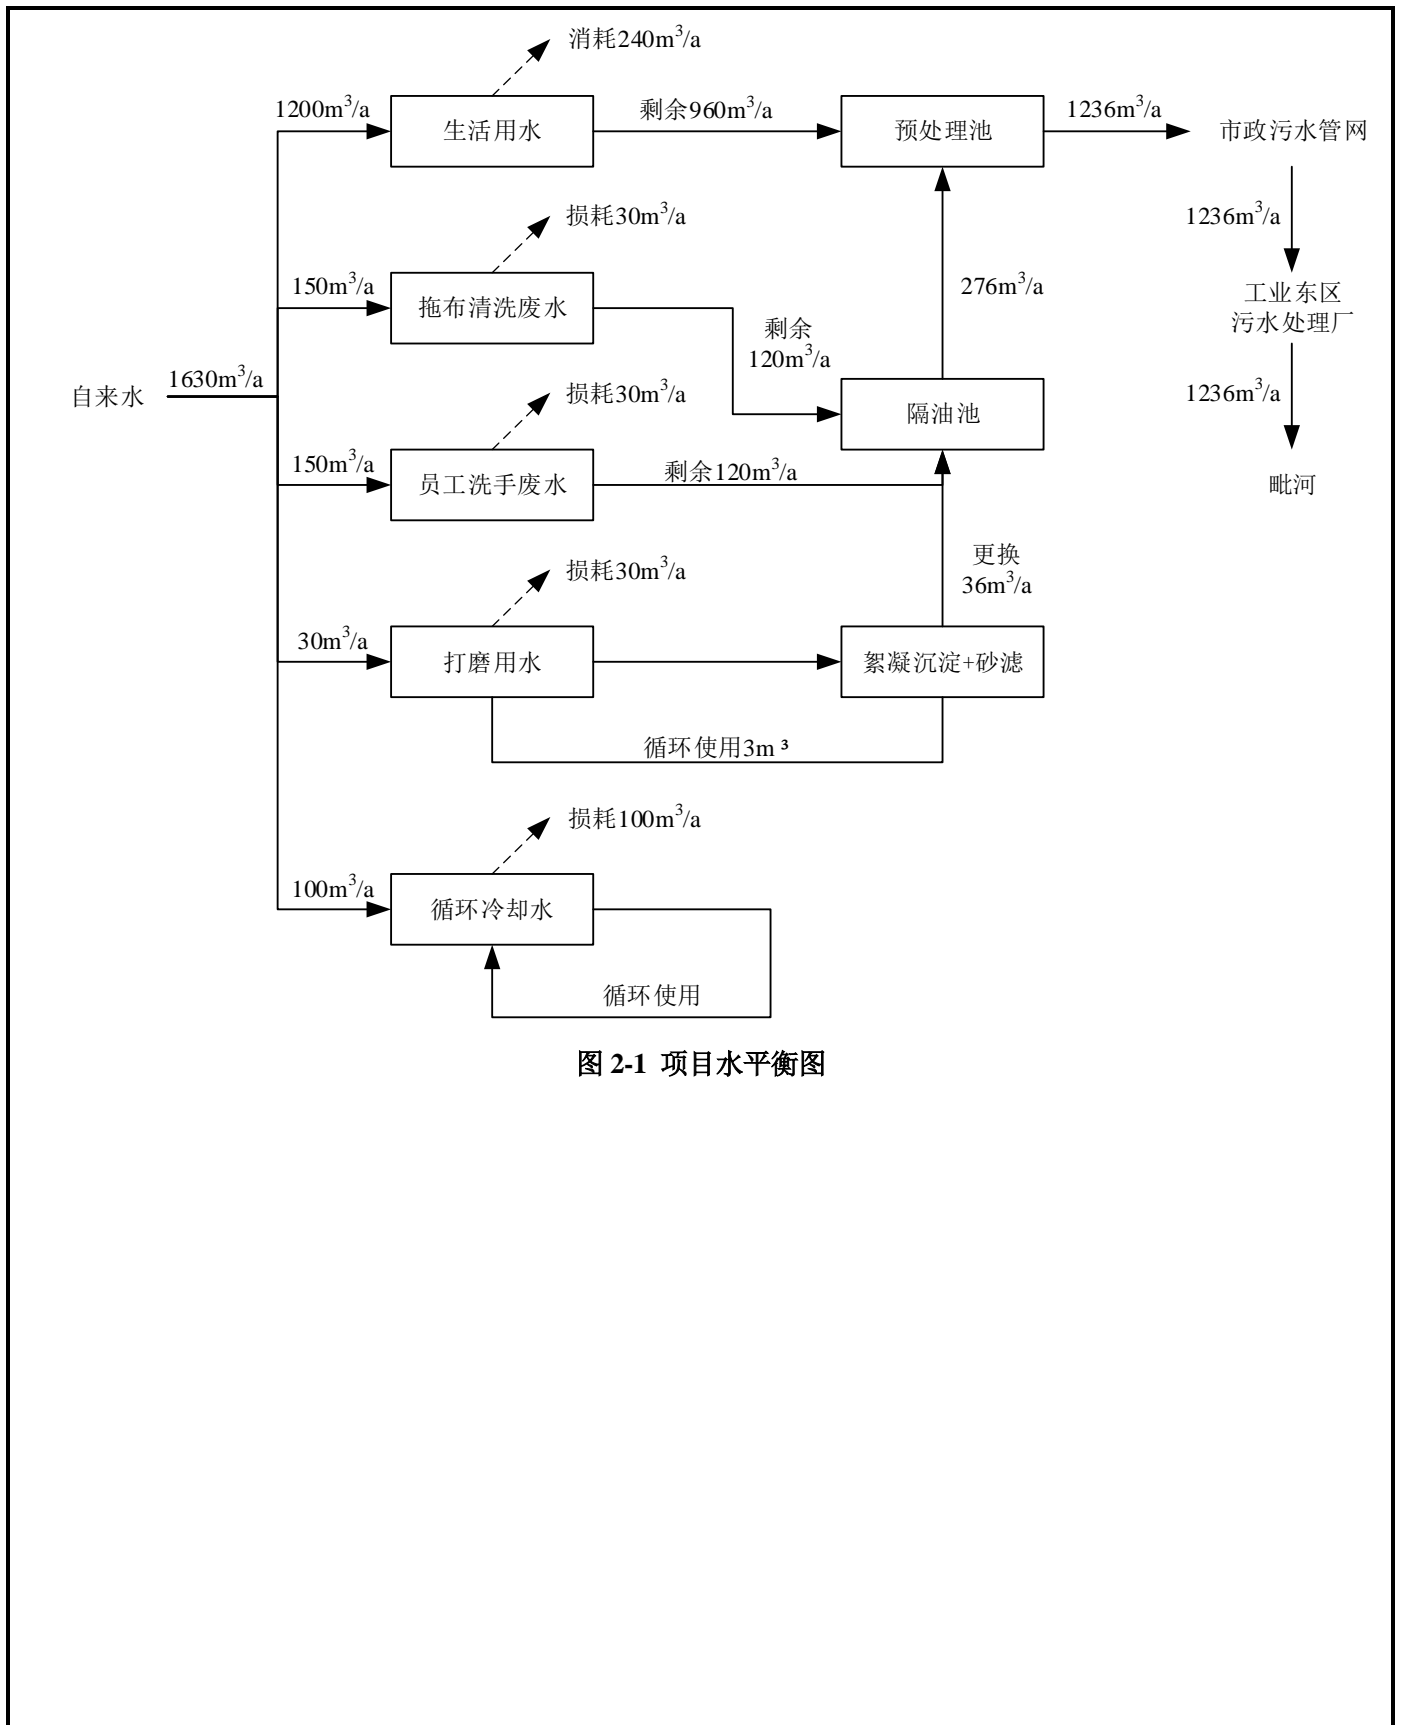 消耗240m³/a
1200m³/a
生活用水
剩余960m³/a
预处理池
1236m³/a
市政污水管网
损耗30m³/a
1236m³/a
150m³/a
拖布清洗废水
276m³/a
工业东区
污水处理厂
剩余
120m³/a
自来水
1630m³/a
损耗30m³/a
隔油池
1236m³/a
150m³/a
员工洗手废水
剩余120m³/a
毗河
损耗30m³/a
更换
36m³/a
30m³/a
打磨用水
絮凝沉淀+砂滤
循环使用3m³
损耗100m³/a
100m³/a
循环冷却水
循环使用
图 2-1 项目水平衡图